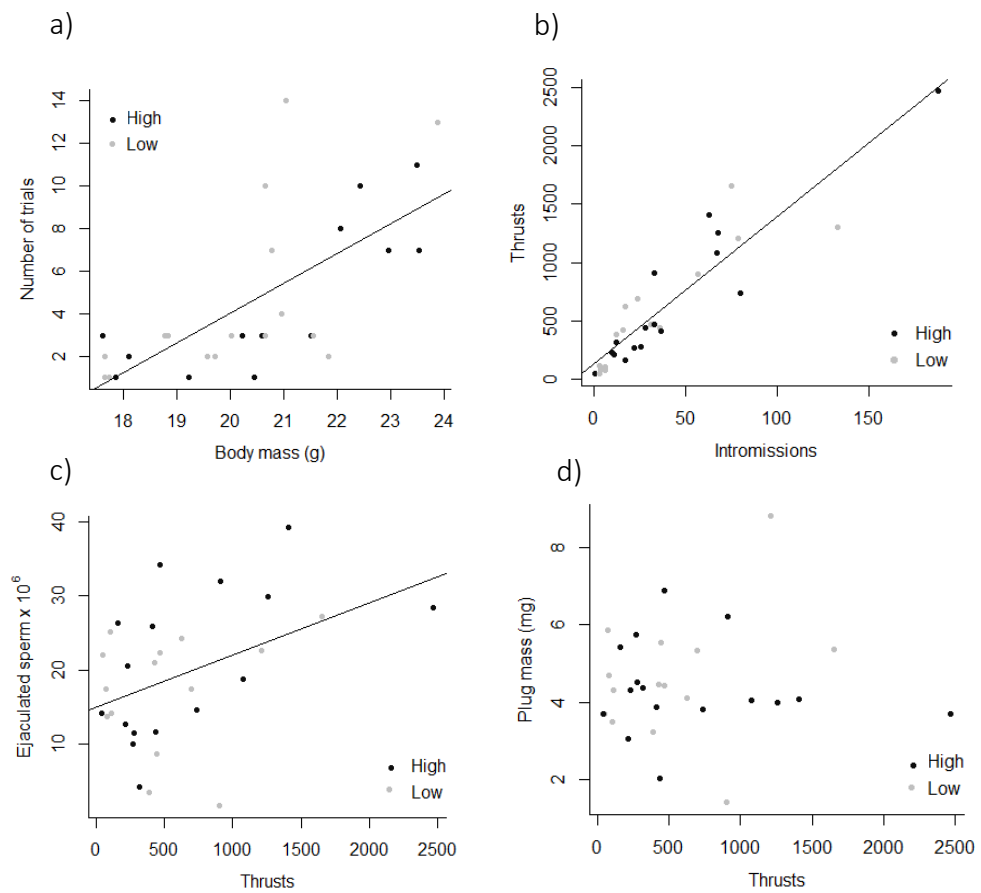 a)
Number of trials
14
12
10
8
6
4
2
High
Low
18 19 20 21 22 23 24
Body mass (g)
b)
Thrusts
2500
2000
1500
1000
500
0
High
Low
0 50 100 150
Intromissions
c)
Ejaculated sperm x 10⁶
40
30
20
10
High
Low
0 500 1000 1500 2000 2500
Thrusts
d)
Plug mass (mg)
8
6
4
2
High
Low
0 500 1000 1500 2000 2500
Thrusts